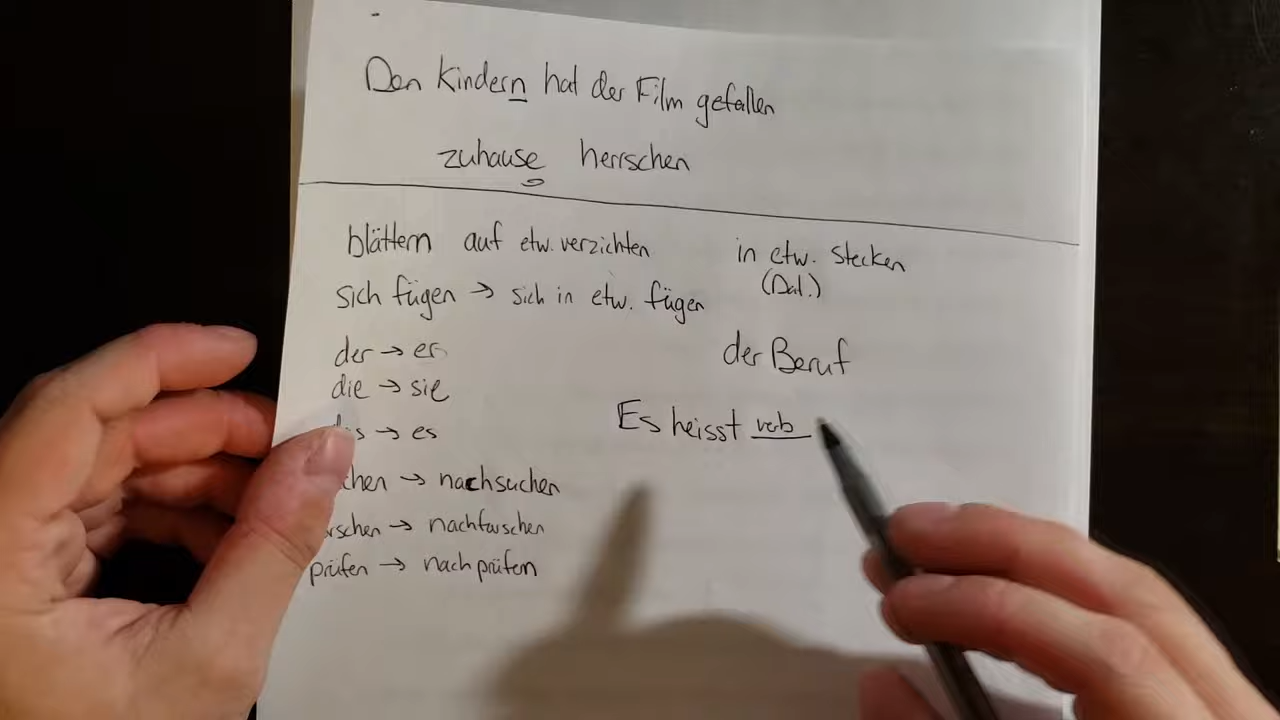 Den Kindern hat der Film gefallen
zuhause herrschen
blättern auf etw. verzichten in etw. stecken
(Dat.)
sich fügen → sich in etw. fügen
der → er der Beruf
die → sie
→ es Es heisst verb
→ nachsuchen
→ nachforschen
prüfen → nachprüfen